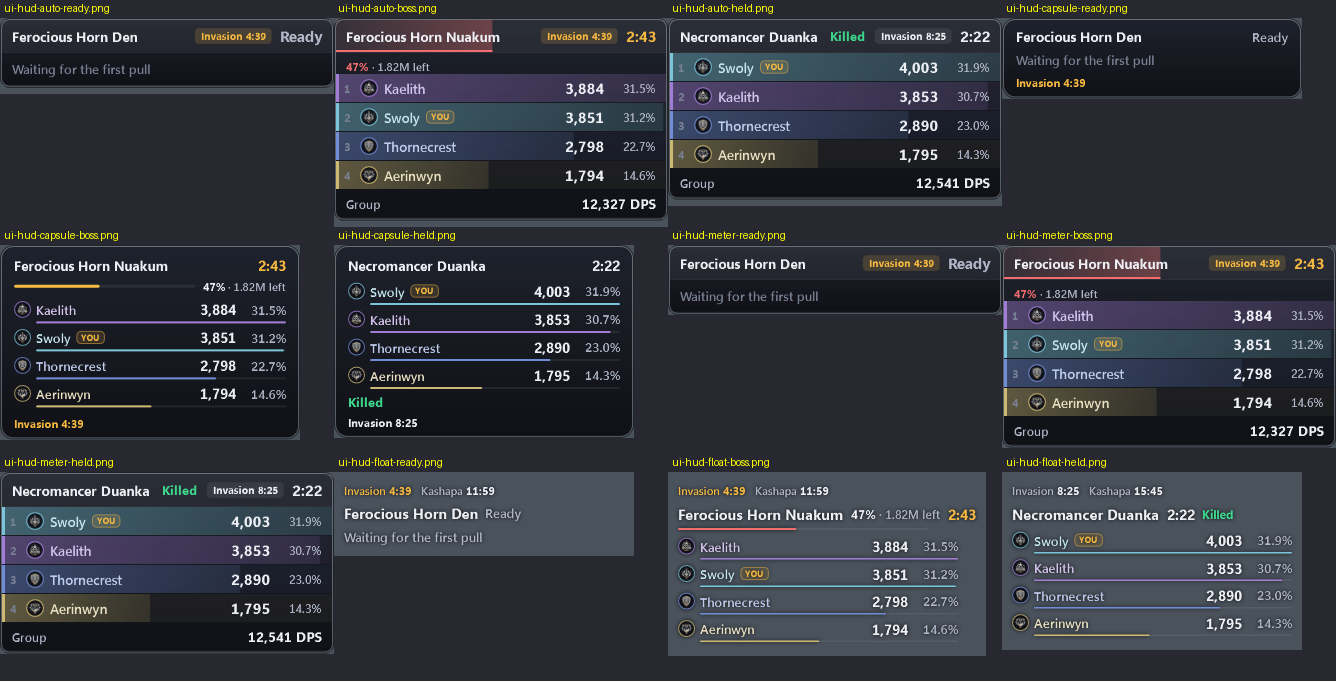 ui-hud-auto-ready.png
Ferocious Horn Den Invasion 4:39 Ready
Waiting for the first pull
ui-hud-auto-boss.png
Ferocious Horn Nuakum Invasion 4:39 2:43
47% · 1.82M left
1 Kaelith 3,884 31.5%
2 Swoly YOU 3,851 31.2%
3 Thornecrest 2,798 22.7%
4 Aerinwyn 1,794 14.6%
Group 12,327 DPS
ui-hud-auto-held.png
Necromancer Duanka Killed Invasion 8:25 2:22
1 Swoly YOU 4,003 31.9%
2 Kaelith 3,853 30.7%
3 Thornecrest 2,890 23.0%
4 Aerinwyn 1,795 14.3%
Group 12,541 DPS
ui-hud-capsule-ready.png
Ferocious Horn Den Ready
Waiting for the first pull
Invasion 4:39
ui-hud-capsule-boss.png
Ferocious Horn Nuakum 2:43
47% · 1.82M left
Kaelith 3,884 31.5%
Swoly YOU 3,851 31.2%
Thornecrest 2,798 22.7%
Aerinwyn 1,794 14.6%
Invasion 4:39
ui-hud-capsule-held.png
Necromancer Duanka 2:22
Swoly YOU 4,003 31.9%
Kaelith 3,853 30.7%
Thornecrest 2,890 23.0%
Aerinwyn 1,795 14.3%
Killed
Invasion 8:25
ui-hud-meter-ready.png
Ferocious Horn Den Invasion 4:39 Ready
Waiting for the first pull
ui-hud-meter-boss.png
Ferocious Horn Nuakum Invasion 4:39 2:43
47% · 1.82M left
1 Kaelith 3,884 31.5%
2 Swoly YOU 3,851 31.2%
3 Thornecrest 2,798 22.7%
4 Aerinwyn 1,794 14.6%
Group 12,327 DPS
ui-hud-meter-held.png
Necromancer Duanka Killed Invasion 8:25 2:22
1 Swoly YOU 4,003 31.9%
2 Kaelith 3,853 30.7%
3 Thornecrest 2,890 23.0%
4 Aerinwyn 1,795 14.3%
Group 12,541 DPS
ui-hud-float-ready.png
Invasion 4:39 Kashapa 11:59
Ferocious Horn Den Ready
Waiting for the first pull
ui-hud-float-boss.png
Invasion 4:39 Kashapa 11:59
Ferocious Horn Nuakum 47% · 1.82M left 2:43
Kaelith 3,884 31.5%
Swoly YOU 3,851 31.2%
Thornecrest 2,798 22.7%
Aerinwyn 1,794 14.6%
ui-hud-float-held.png
Invasion 8:25 Kashapa 15:45
Necromancer Duanka 2:22 Killed
Swoly YOU 4,003 31.9%
Kaelith 3,853 30.7%
Thornecrest 2,890 23.0%
Aerinwyn 1,795 14.3%